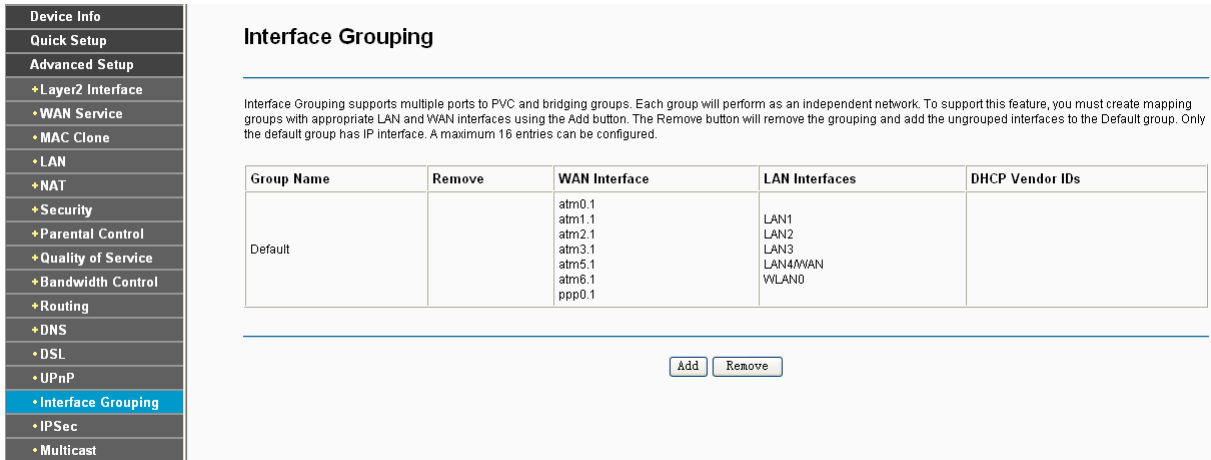 Device Info
Quick Setup
Advanced Setup
+Layer2 Interface
•WAN Service
•MAC Clone
•LAN
+NAT
+Security
+Parental Control
+Quality of Service
+Bandwidth Control
+Routing
+DNS
•DSL
•UPnP
•Interface Grouping
•IPSec
•Multicast
Interface Grouping
Interface Grouping supports multiple ports to PVC and bridging groups. Each group will perform as an independent network. To support this feature, you must create mapping
groups with appropriate LAN and WAN interfaces using the Add button. The Remove button will remove the grouping and add the ungrouped interfaces to the Default group. Only
the default group has IP interface. A maximum 16 entries can be configured.
Group Name Remove WAN Interface LAN Interfaces DHCP Vendor IDs
Default
atm0.1
atm1.1
atm2.1
atm3.1
atm5.1
atm6.1
ppp0.1
LAN1
LAN2
LAN3
LAN4/WAN
WLAN0
Add Remove